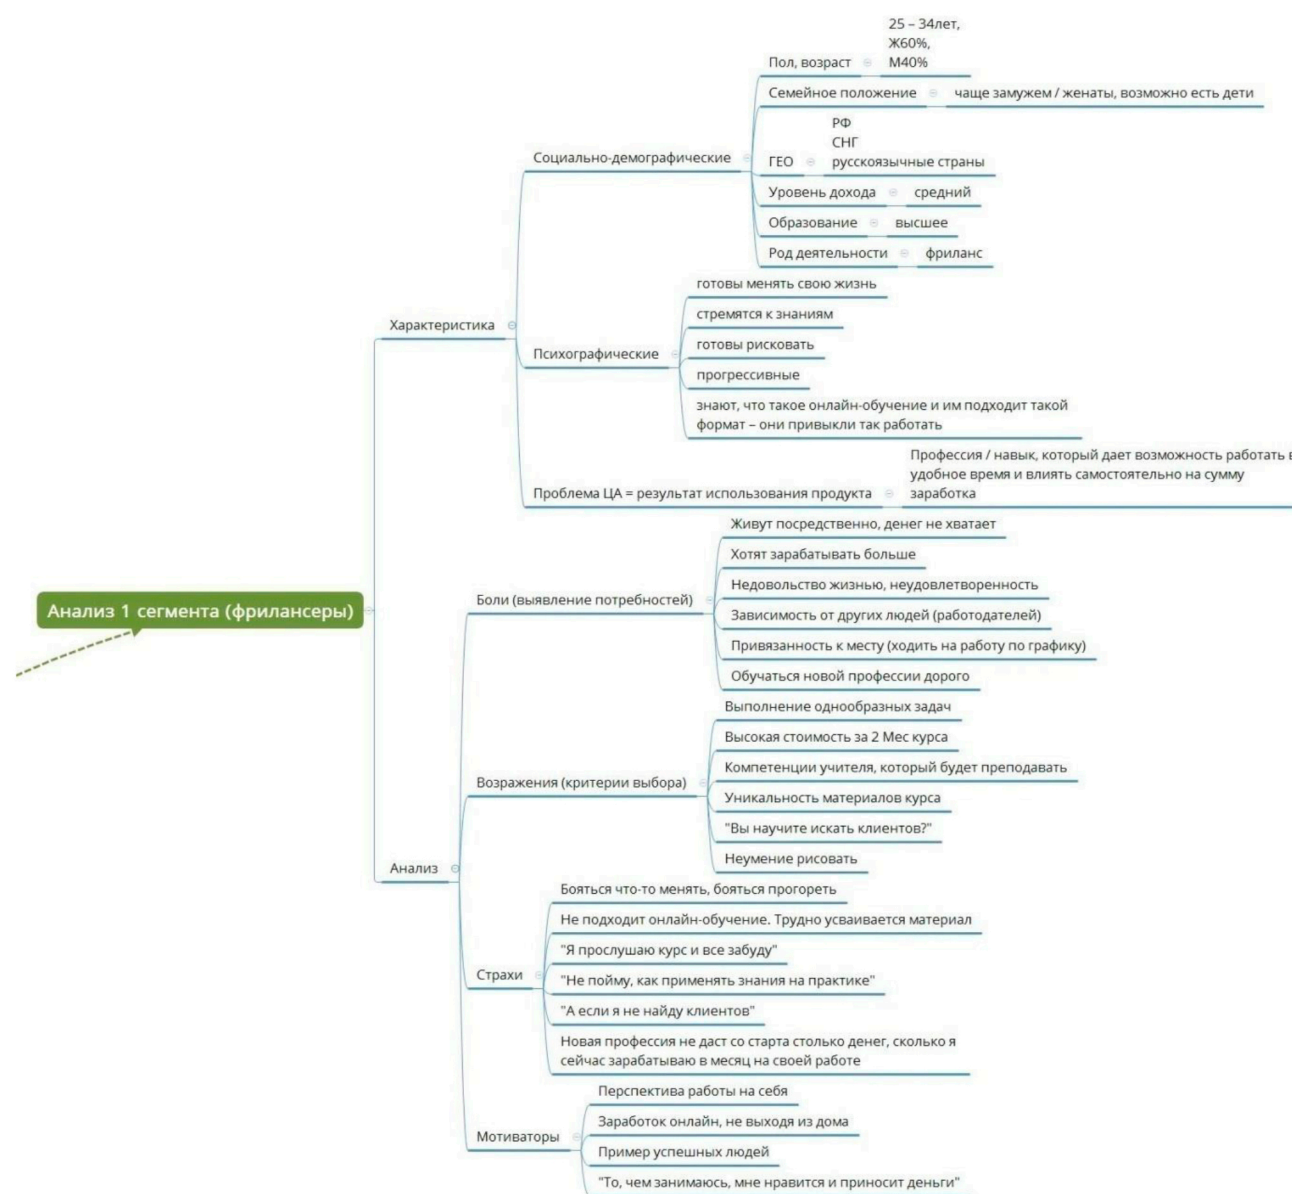 25 – 34лет,
Ж60%,
М40%
Пол, возраст
Семейное положение
чаще замужем / женаты, возможно есть дети
РФ
СНГ
русскоязычные страны
Социально-демографические
ГЕО
Уровень дохода
средний
Образование
высшее
Род деятельности
фриланс
готовы менять свою жизнь
стремятся к знаниям
Характеристика
готовы рисковать
Психографические
прогрессивные
знают, что такое онлайн-обучение и им подходит такой
формат – они привыкли так работать
Профессия / навык, который дает возможность работать в
удобное время и влиять самостоятельно на сумму
заработка
Проблема ЦА = результат использования продукта
Живут посредственно, денег не хватает
Хотят зарабатывать больше
Недовольство жизнью, неудовлетворенность
Боли (выявление потребностей)
Анализ 1 сегмента (фрилансеры)
Зависимость от других людей (работодателей)
Привязанность к месту (ходить на работу по графику)
Обучаться новой профессии дорого
Выполнение однообразных задач
Высокая стоимость за 2 Мес курса
Компетенции учителя, который будет преподавать
Возражения (критерии выбора)
Уникальность материалов курса
"Вы научите искать клиентов?"
Неумение рисовать
Анализ
Бояться что-то менять, бояться прогореть
Не подходит онлайн-обучение. Трудно усваивается материал
"Я прослушаю курс и все забуду"
Страхи
"Не пойму, как применять знания на практике"
"А если я не найду клиентов"
Новая профессия не даст со старта столько денег, сколько я
сейчас зарабатываю в месяц на своей работе
Перспектива работы на себя
Заработок онлайн, не выходя из дома
Мотиваторы
Пример успешных людей
"То, чем занимаюсь, мне нравится и приносит деньги"